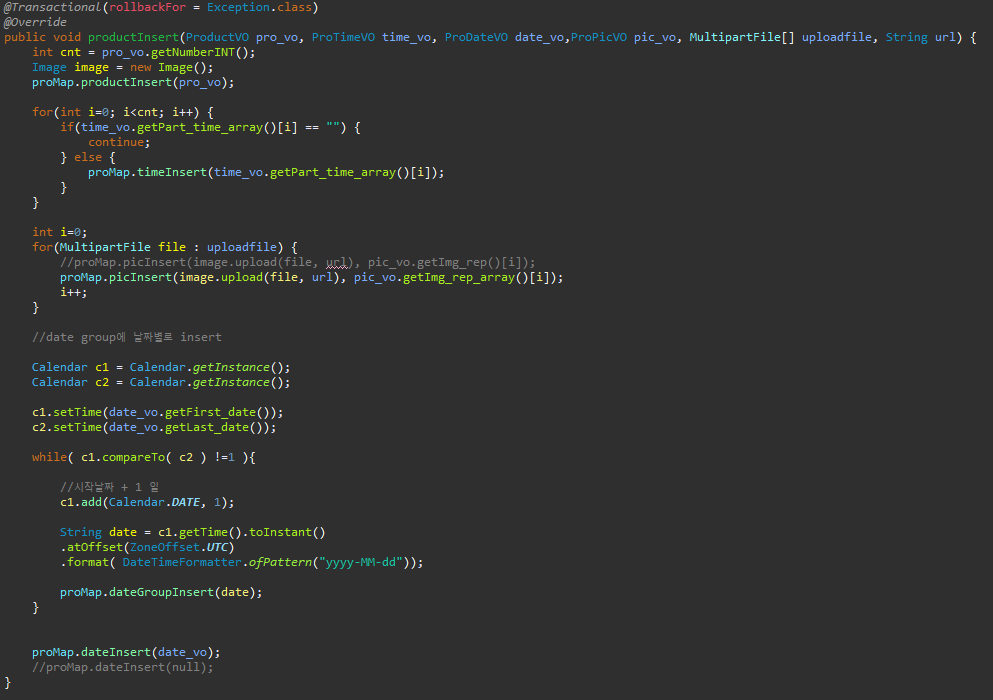 @Transactional(rollbackFor = Exception.class)
@Override
public void productInsert(ProductVO pro_vo, ProTimeVO time_vo, ProDateVO date_vo,ProPicVO pic_vo, MultipartFile[] uploadfile, String url) {
int cnt = pro_vo.getNumberINT();
Image image = new Image();
proMap.productInsert(pro_vo);
for(int i=0; i<cnt; i++) {
if(time_vo.getPart_time_array()[i] == "") {
continue;
} else {
proMap.timeInsert(time_vo.getPart_time_array()[i]);
}
}
int i=0;
for(MultipartFile file : uploadfile) {
//proMap.picInsert(image.upload(file, url), pic_vo.getImg_rep()[i]);
proMap.picInsert(image.upload(file, url), pic_vo.getImg_rep_array()[i]);
i++;
}
//date group에 날짜별로 insert
Calendar c1 = Calendar.getInstance();
Calendar c2 = Calendar.getInstance();
c1.setTime(date_vo.getFirst_date());
c2.setTime(date_vo.getLast_date());
while( c1.compareTo( c2 ) !=1 ){
//시작날짜 + 1 일
c1.add(Calendar.DATE, 1);
String date = c1.getTime().toInstant()
.atOffset(ZoneOffset.UTC)
.format( DateTimeFormatter.ofPattern("yyyy-MM-dd"));
proMap.dateGroupInsert(date);
}
proMap.dateInsert(date_vo);
//proMap.dateInsert(null);
}